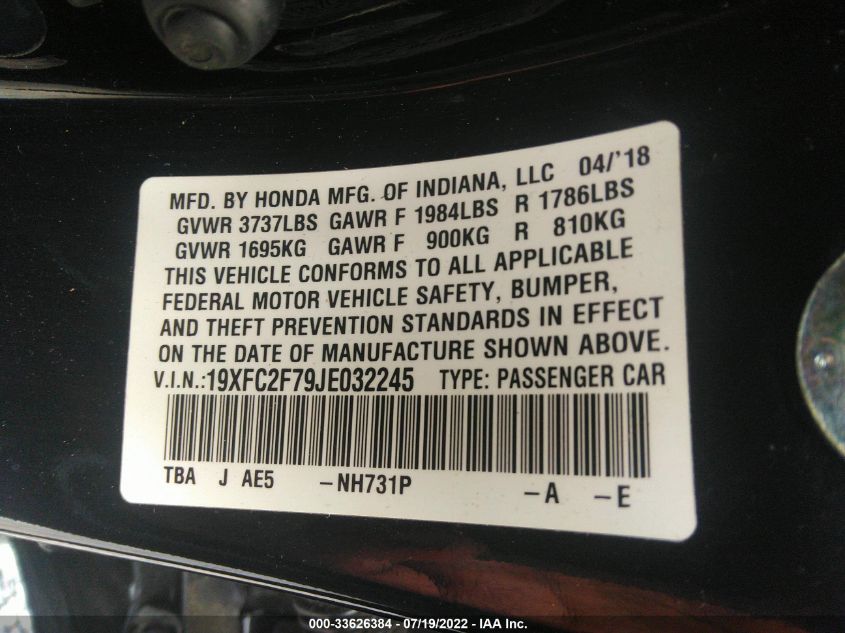 MFD. BY HONDA MFG. OF INDIANA, LLC 04/'18
GVWR 3737LBS GAWR F 1984LBS R 1786LBS
GVWR 1695KG GAWR F 900KG R 810KG
THIS VEHICLE CONFORMS TO ALL APPLICABLE
FEDERAL MOTOR VEHICLE SAFETY, BUMPER,
AND THEFT PREVENTION STANDARDS IN EFFECT
ON THE DATE OF MANUFACTURE SHOWN ABOVE.
V.I.N.:19XFC2F79JE032245 TYPE: PASSENGER CAR
TBA J AE5 -NH731P -A -E
000-33626384 / 07/19/2022 - IAA Inc.